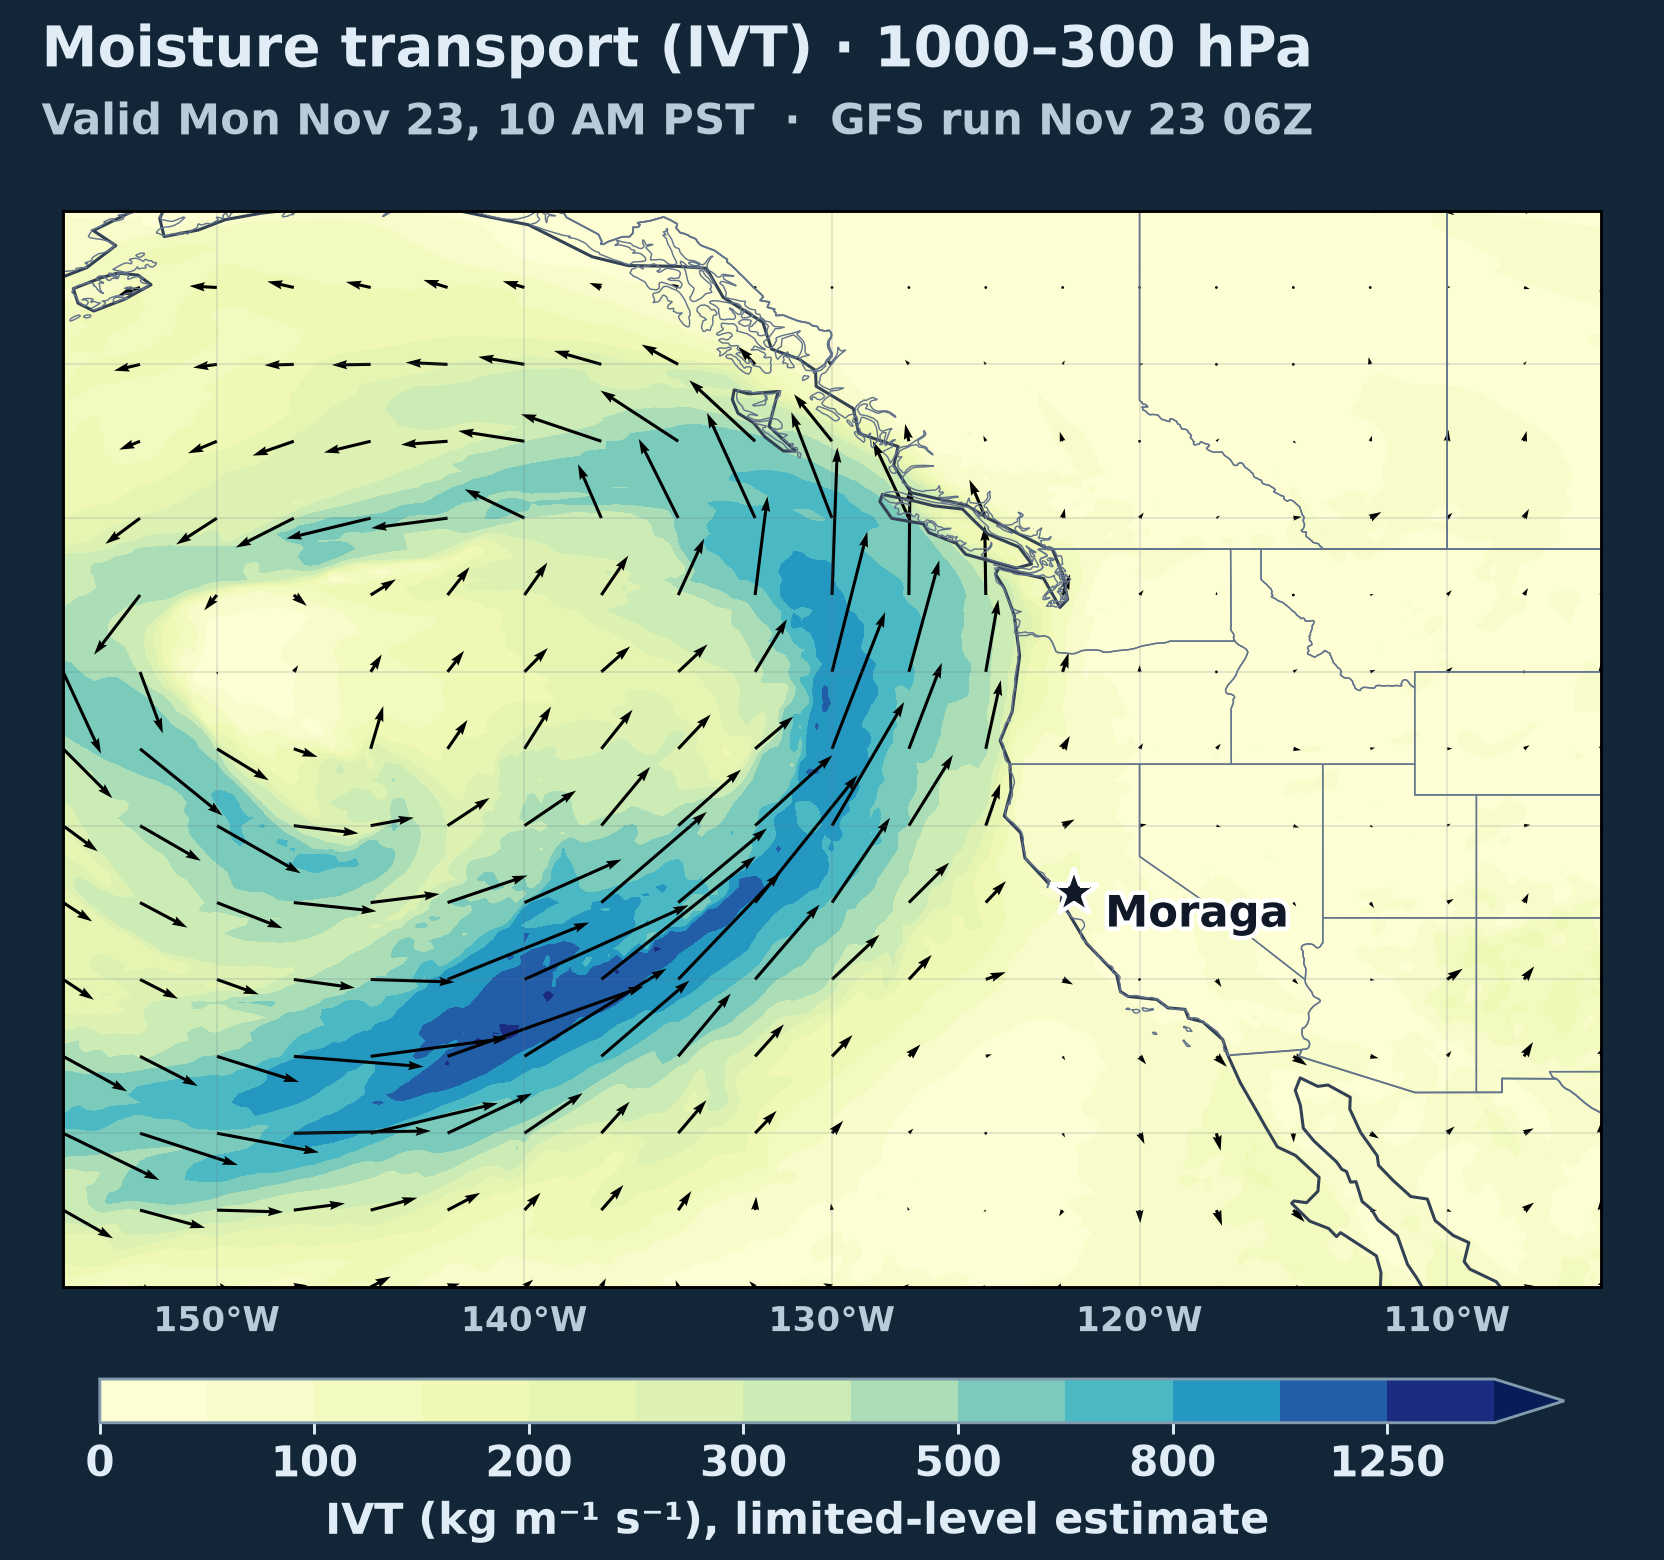 Moisture transport (IVT) · 1000–300 hPa
Valid Mon Nov 23, 10 AM PST · GFS run Nov 23 06Z
Moraga
150°W 140°W 130°W 120°W 110°W
0 100 200 300 500 800 1250
IVT (kg m⁻¹ s⁻¹), limited-level estimate